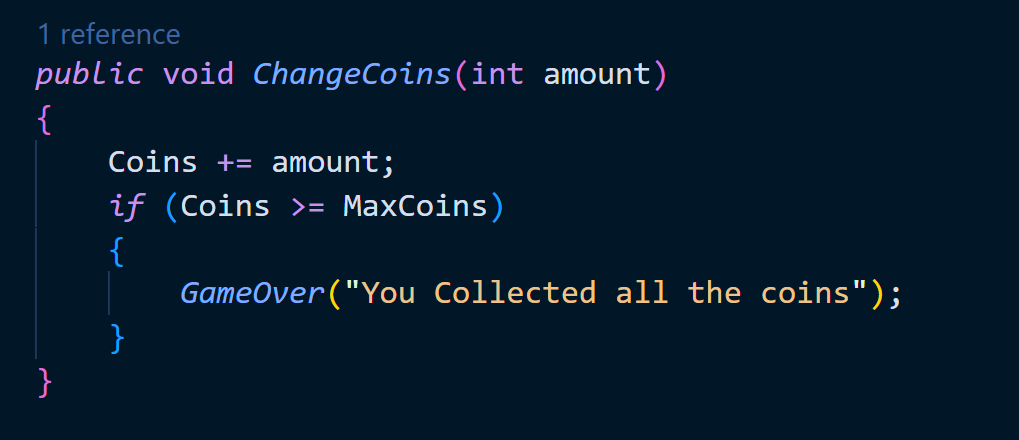 1 reference
public void ChangeCoins(int amount)
{
    Coins += amount;
    if (Coins >= MaxCoins)
    {
        GameOver("You Collected all the coins");
    }
}